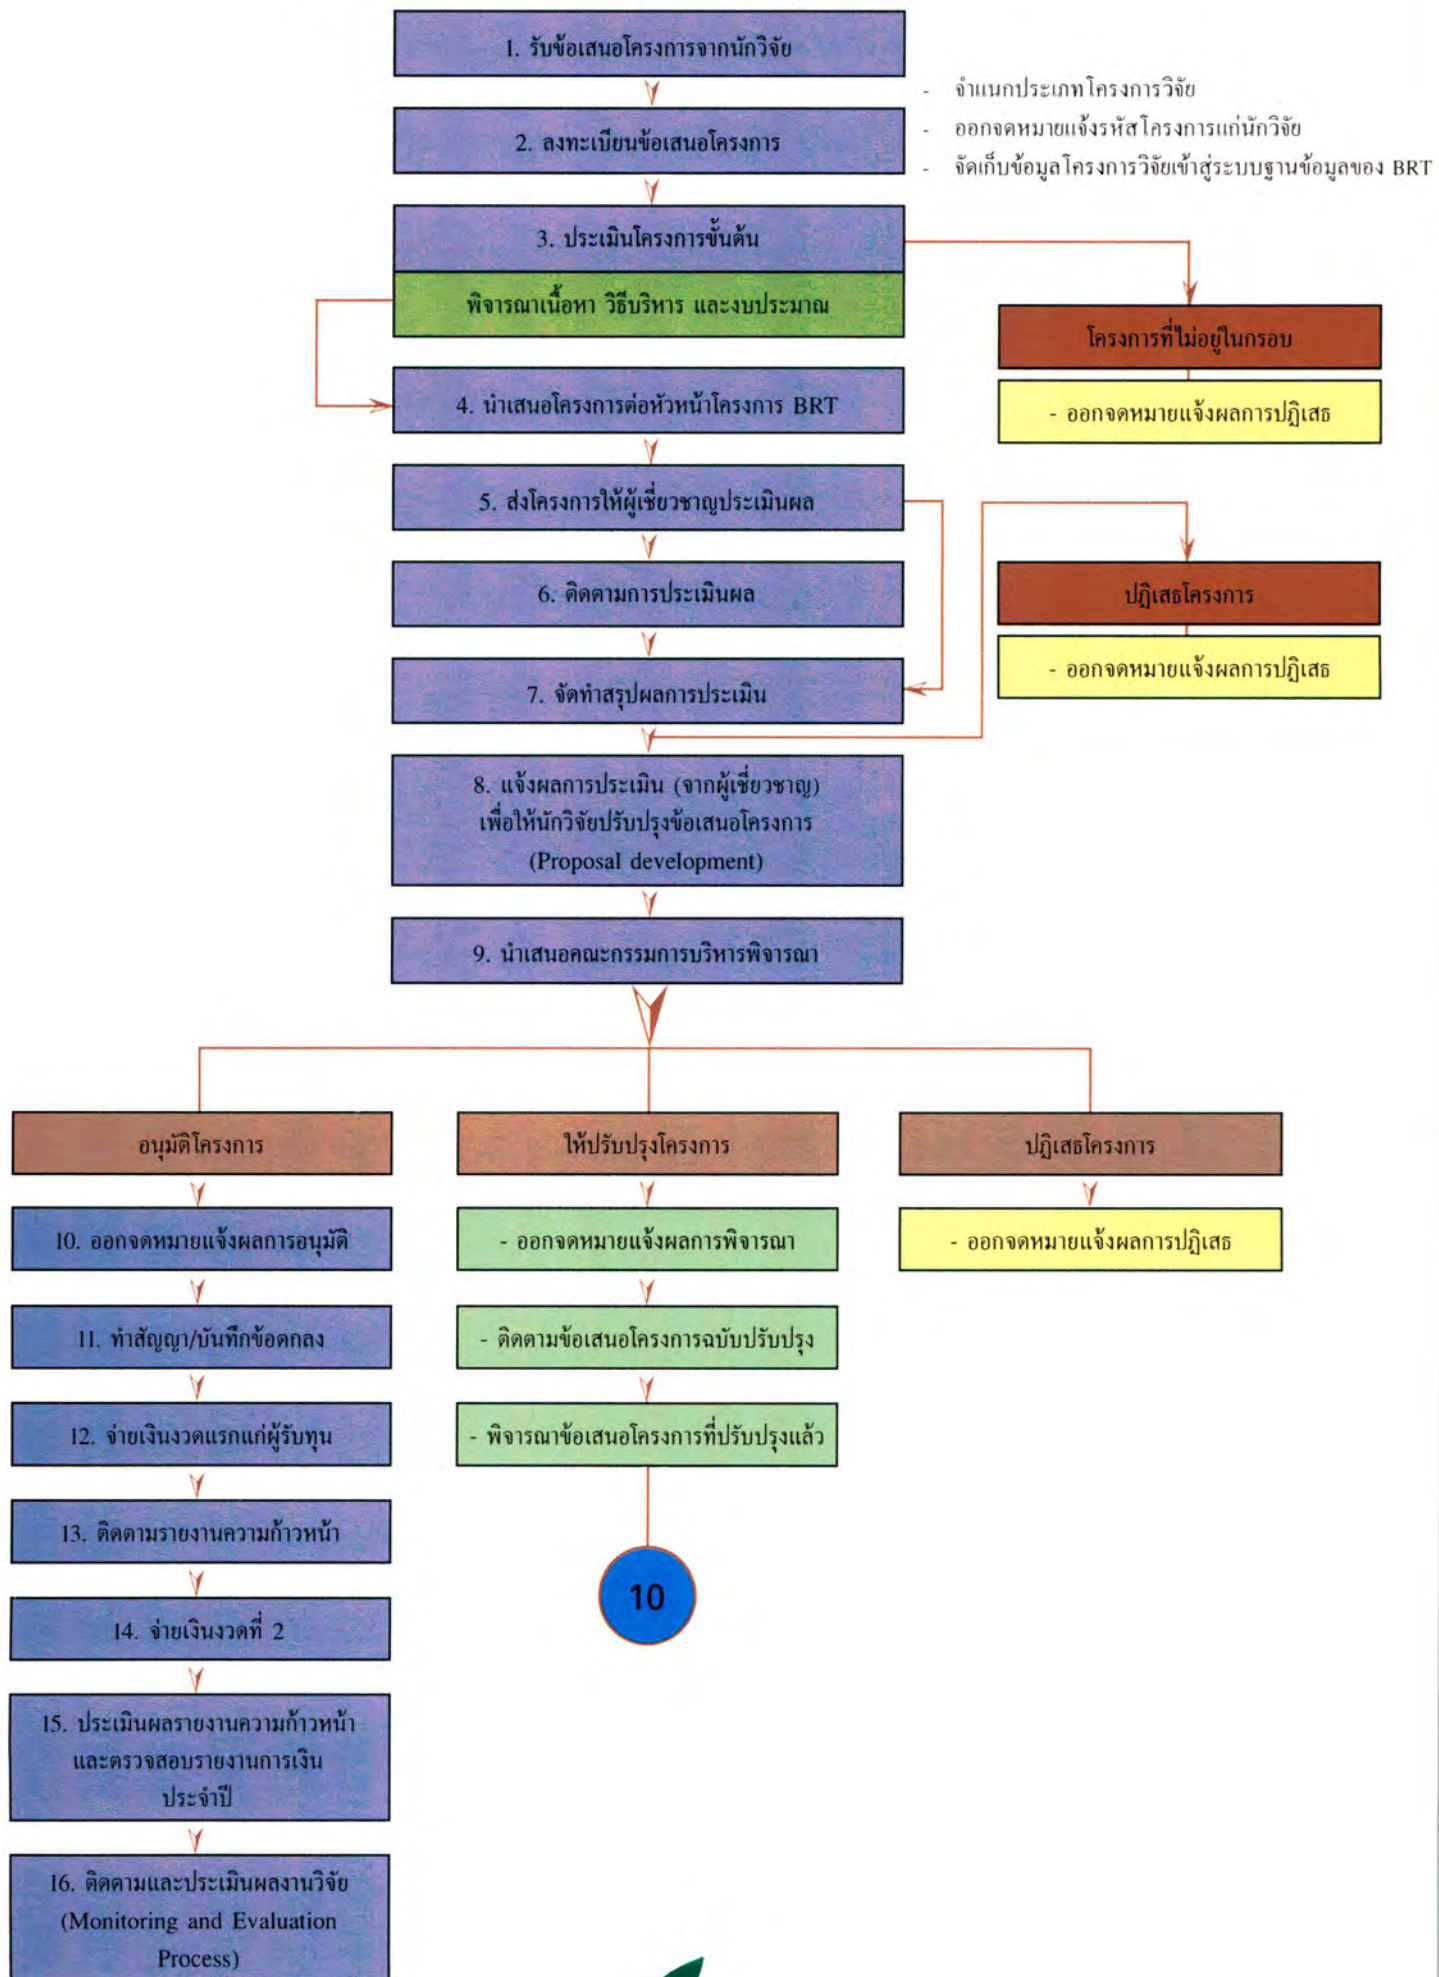 1. รับข้อเสนอโครงการจากนักวิจัย
- จำแนกประเภทโครงการวิจัย
- ออกจดหมายแจ้งรหัสโครงการแก่นักวิจัย
- จัดเก็บข้อมูลโครงการวิจัยเข้าสู่ระบบฐานข้อมูลของ BRT
2. ลงทะเบียนข้อเสนอโครงการ
3. ประเมินโครงการขั้นต้น
พิจารณาเนื้อหา วิธีบริหาร และงบประมาณ
โครงการที่ไม่อยู่ในกรอบ
- ออกจดหมายแจ้งผลการปฏิเสธ
4. นำเสนอโครงการต่อหัวหน้าโครงการ BRT
5. ส่งโครงการให้ผู้เชี่ยวชาญประเมินผล
6. ติดตามการประเมินผล
ปฏิเสธโครงการ
- ออกจดหมายแจ้งผลการปฏิเสธ
7. จัดทำสรุปผลการประเมิน
8. แจ้งผลการประเมิน (จากผู้เชี่ยวชาญ)
เพื่อให้นักวิจัยปรับปรุงข้อเสนอโครงการ
(Proposal development)
9. นำเสนอคณะกรรมการบริหารพิจารณา
อนุมัติโครงการ
10. ออกจดหมายแจ้งผลการอนุมัติ
11. ทำสัญญา/บันทึกข้อตกลง
12. จ่ายเงินงวดแรกแก่ผู้รับทุน
13. ติดตามรายงานความก้าวหน้า
14. จ่ายเงินงวดที่ 2
15. ประเมินผลรายงานความก้าวหน้า
และตรวจสอบรายงานการเงิน
ประจำปี
16. ติดตามและประเมินผลงานวิจัย
(Monitoring and Evaluation
Process)
ให้ปรับปรุงโครงการ
- ออกจดหมายแจ้งผลการพิจารณา
- ติดตามข้อเสนอโครงการฉบับปรับปรุง
- พิจารณาข้อเสนอโครงการที่ปรับปรุงแล้ว
10
ปฏิเสธโครงการ
- ออกจดหมายแจ้งผลการปฏิเสธ